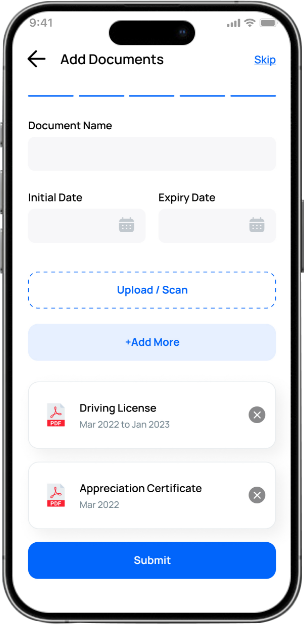 9:41
Add Documents
Skip
Document Name
Initial Date
Expiry Date
Upload / Scan
+Add More
PDF
Driving License
Mar 2022 to Jan 2023
PDF
Appreciation Certificate
Mar 2022
Submit